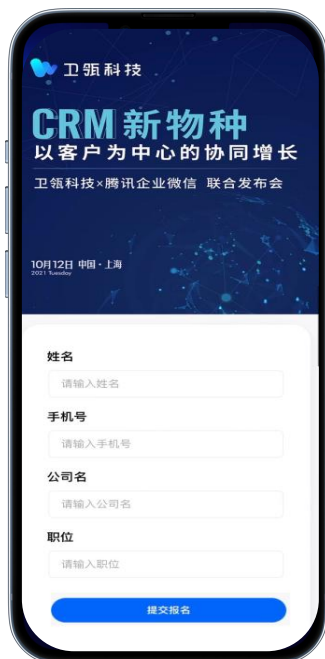 卫瓴科技
CRM新物种
以客户为中心的协同增长
卫瓴科技×腾讯企业微信 联合发布会
10月12日 中国·上海
2021 Tuesday
姓名
请输入姓名
手机号
请输入手机号
公司名
请输入公司名
职位
请输入职位
提交报名